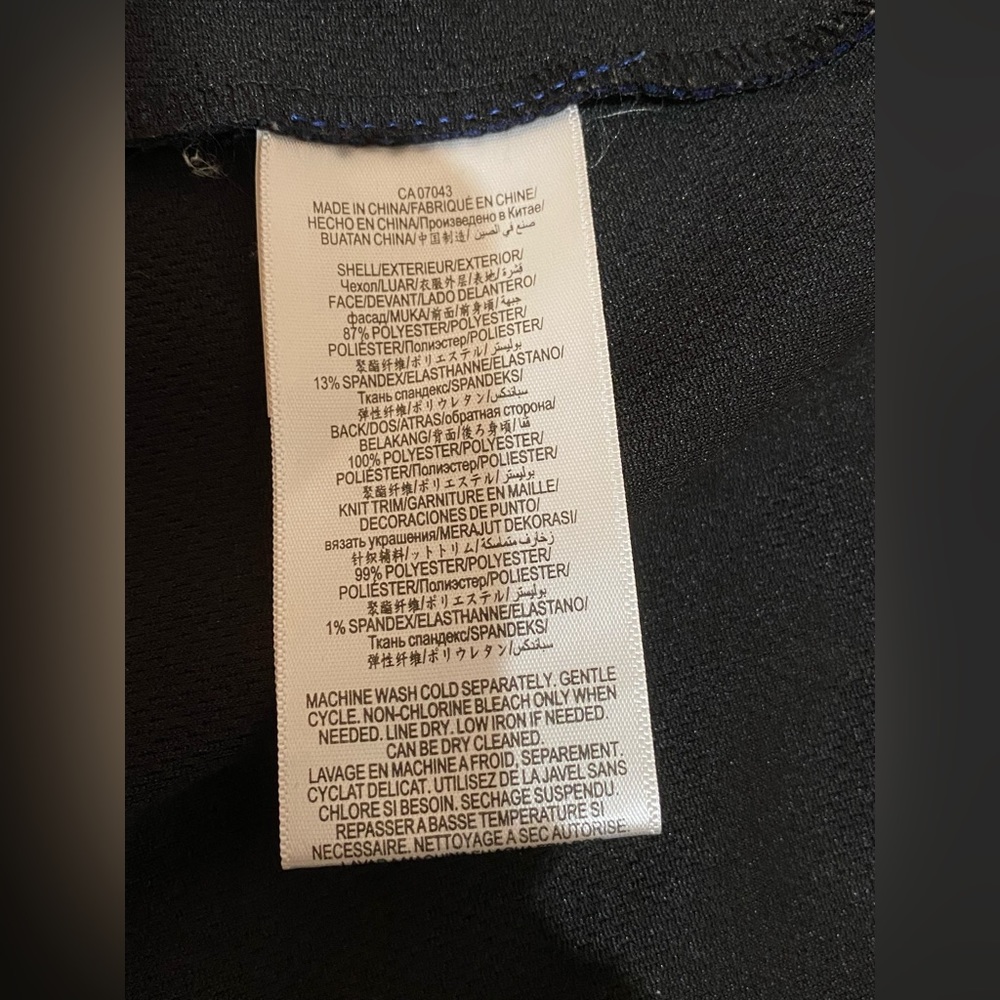 CA 07043
MADE IN CHINA/FABRIQUÉ EN CHINE/
HECHO EN CHINA/Произведено в Китае/
BUATAN CHINA/中国制造/ صنع في الصين
SHELL/EXTERIEUR/EXTERIOR/
Чехол/LUAR/衣服外层/表地/قشرة
FACE/DEVANT/LADO DELANTERO/
фасад/MUKA/前面/前身頃/جبهة
87% POLYESTER/POLYESTER/
POLIÉSTER/Полиэстер/POLYESTER/
聚酯纤维/ポリエステル/بوليستر
13% SPANDEX/ELASTHANNE/ELASTANO/
Ткань спандекс/SPANDEKS/
弹性纤维/ポリウレタン/سباندكس
BACK/DOS/ATRAS/обратная сторона/
BELAKANG/背面/後ろ身頃/قفا
100% POLYESTER/POLYESTER/
POLIÉSTER/Полиэстер/POLYESTER/
聚酯纤维/ポリエステル/بوليستر
KNIT TRIM/GARNITURE EN MAILLE/
DECORACIONES DE PUNTO/
вязать украшения/MERAJUT DEKORASI/
针织辅料/ットトリム/زخارف متماسكة
99% POLYESTER/POLYESTER/
POLIÉSTER/Полиэстер/POLYESTER/
聚酯纤维/ポリエステル/بوليستر
1% SPANDEX/ELASTHANNE/ELASTANO/
Ткань спандекс/SPANDEKS/
弹性纤维/ポリウレタン/سباندكس
MACHINE WASH COLD SEPARATELY. GENTLE
CYCLE. NON-CHLORINE BLEACH ONLY WHEN
NEEDED. LINE DRY. LOW IRON IF NEEDED.
CAN BE DRY CLEANED.
LAVAGE EN MACHINE A FROID, SEPAREMENT.
CYCLAT DELICAT. UTILISEZ DE LA JAVEL SANS
CHLORE SI BESOIN. SECHAGE SUSPENDU.
REPASSER A BASSE TEMPERATURE SI
NECESSAIRE. NETTOYAGE A SEC AUTORISE.